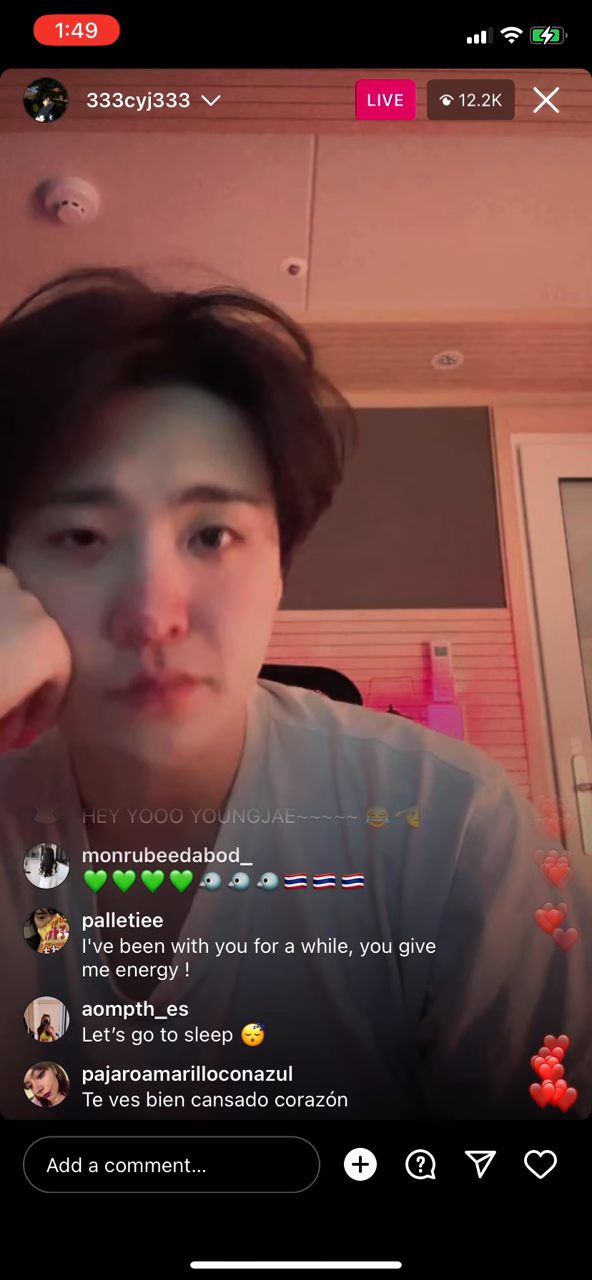 1:49
333cyj333
LIVE
12.2K
HEY YOOO YOUNGJAE~~~~~ 😂
monrubeedabod_
💚💚💚💚🐦🐦🐦🇹🇭🇹🇭🇹🇭
palletiee
I've been with you for a while, you give
me energy !
aompth_es
Let's go to sleep 😴
pajaroamarilloconazul
Te ves bien cansado corazón
Add a comment...